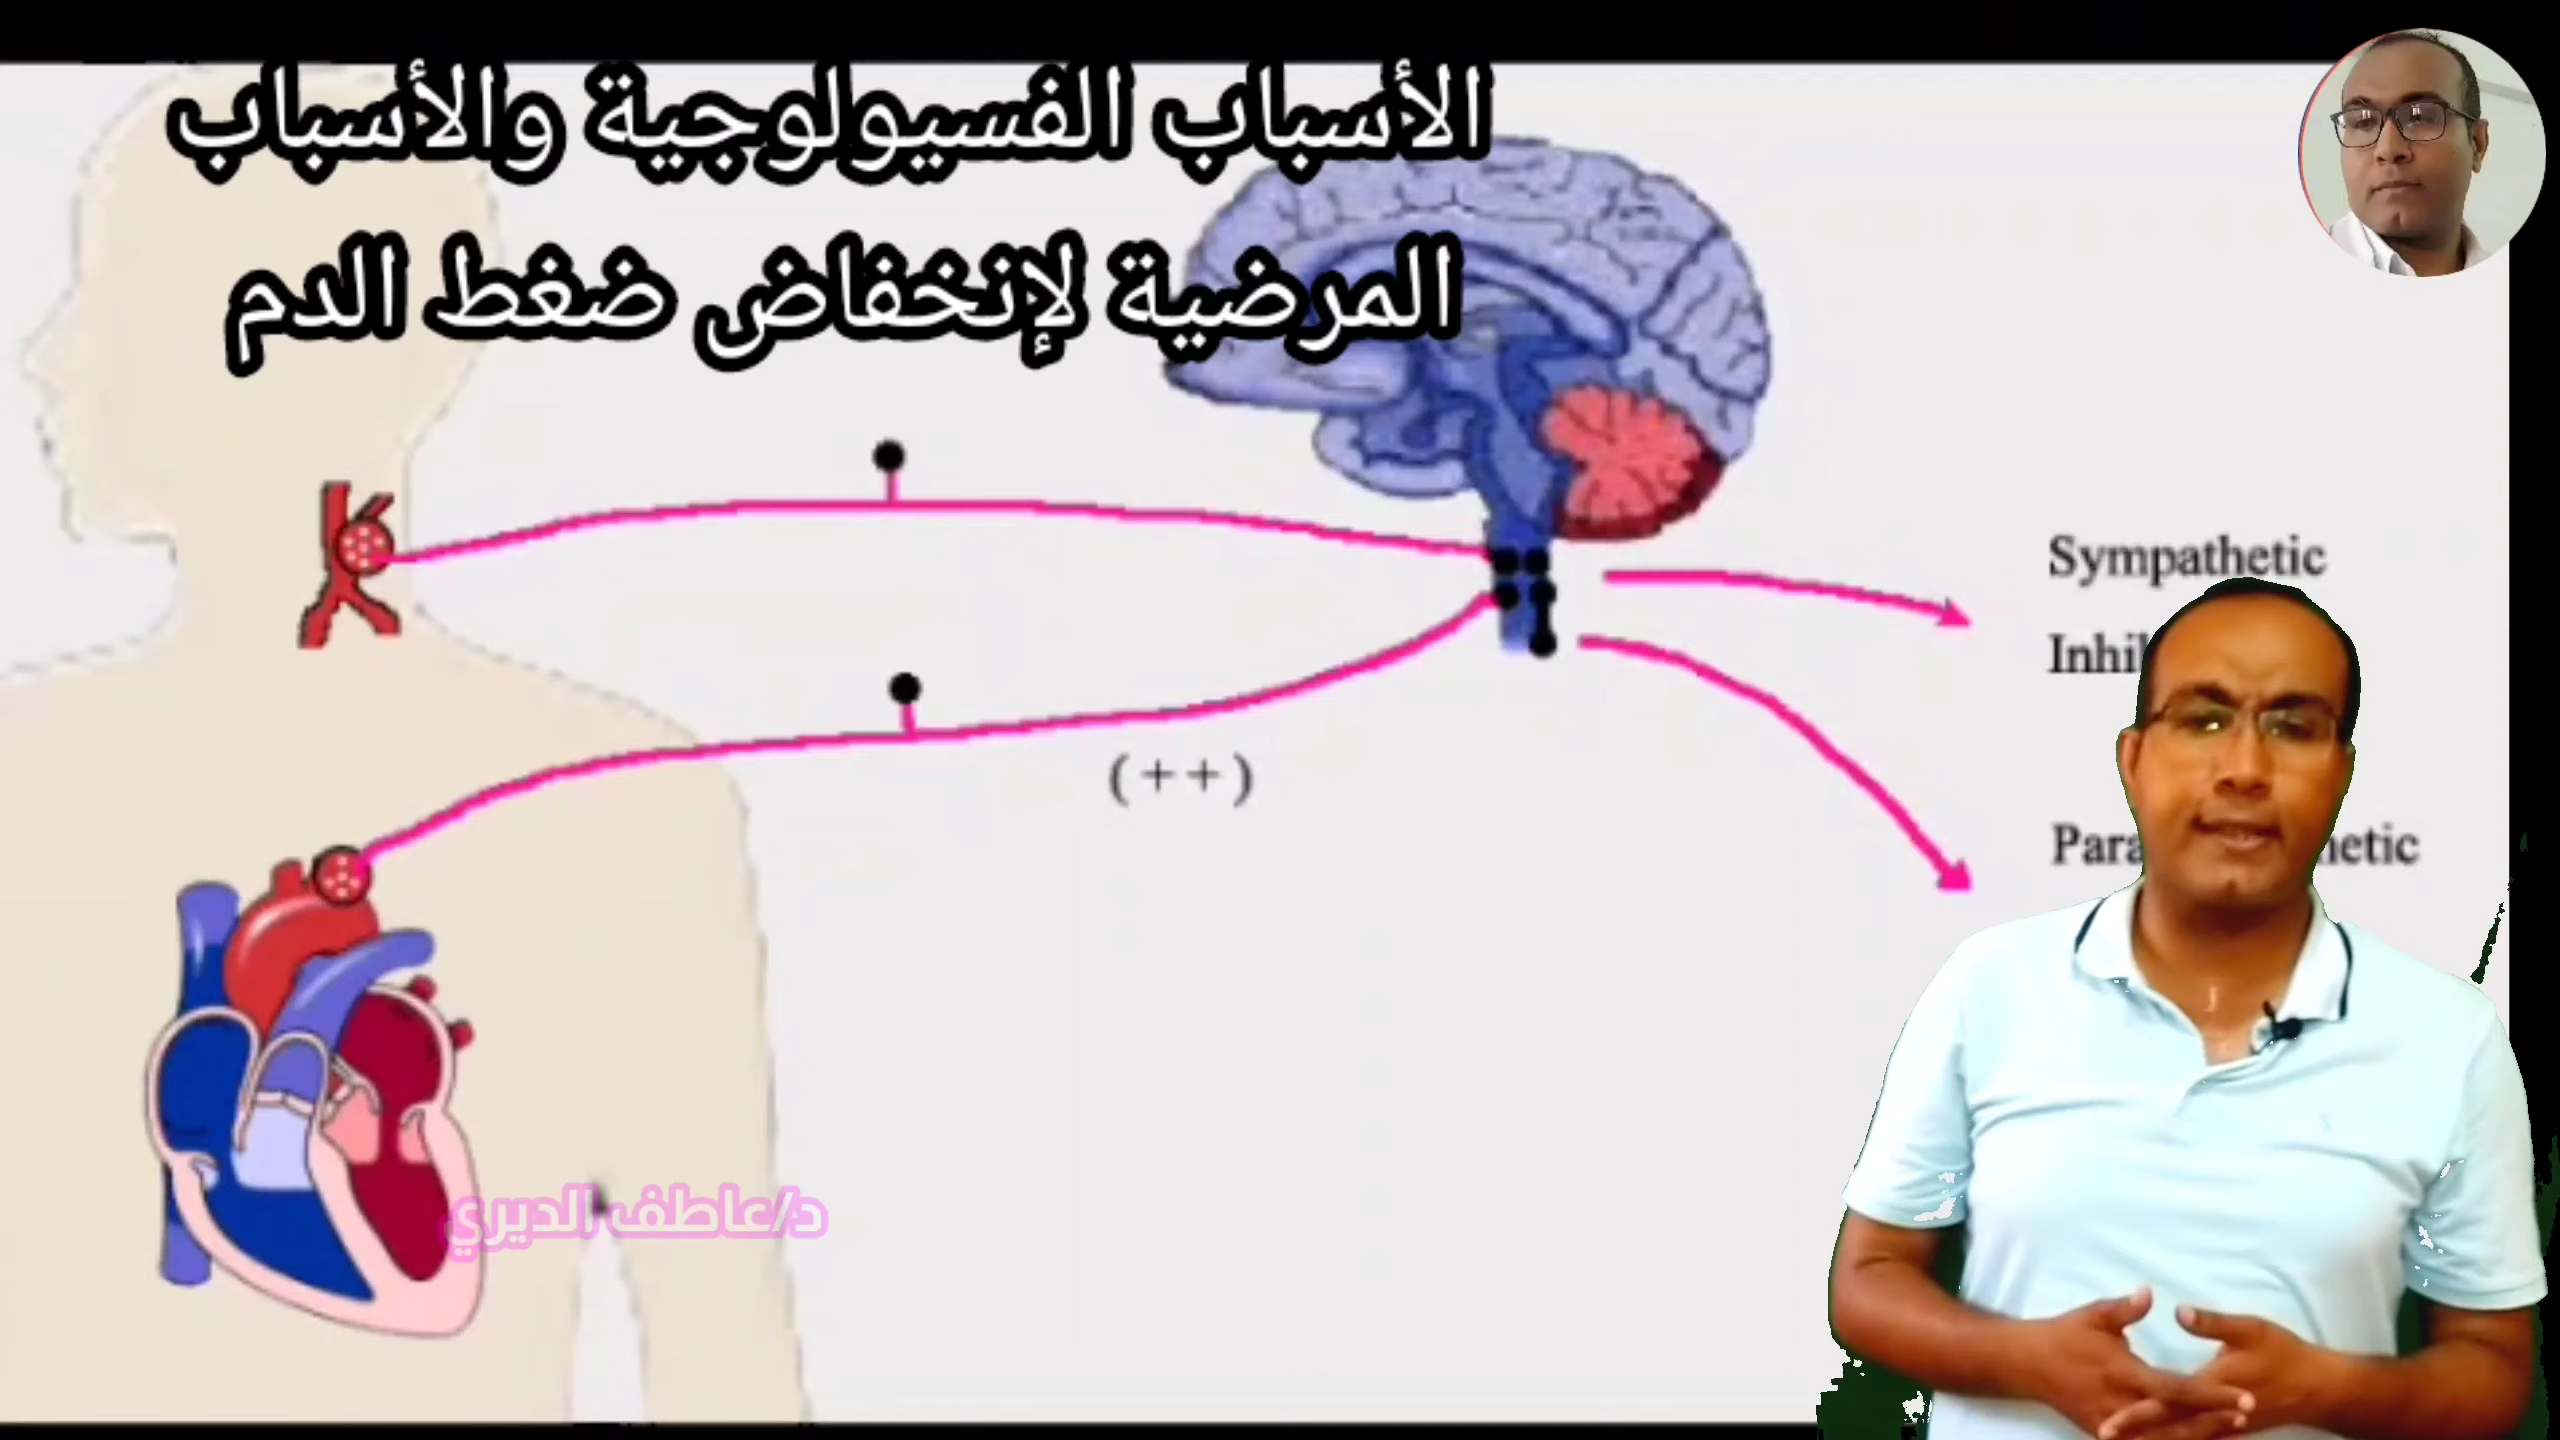 الأسباب الفسيولوجية والأسباب
المرضية لإنخفاض ضغط الدم
Sympathetic
(++)
د/عاطف الديري